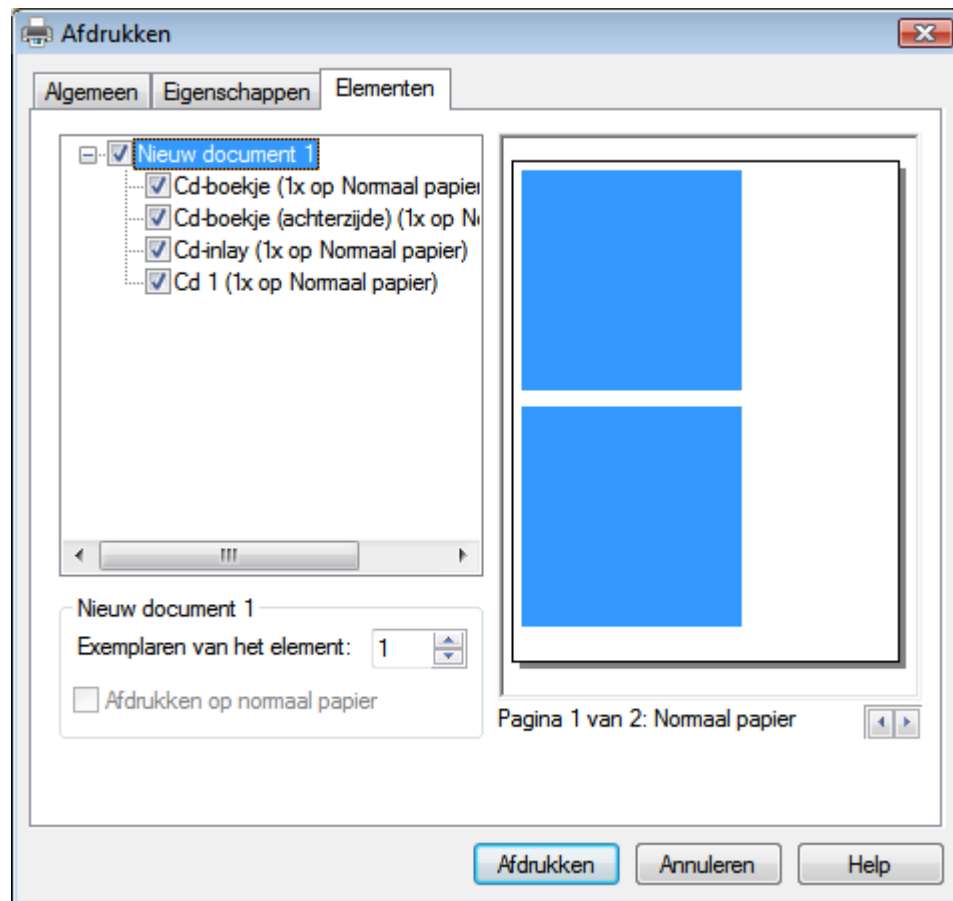 Afdrukken
Algemeen Eigenschappen Elementen
Nieuw document 1
Cd-boekje (1x op Normaal papier
Cd-boekje (achterzijde) (1x op
Cd-inlay (1x op Normaal papier)
Cd 1 (1x op Normaal papier)
Nieuw document 1
Exemplaren van het element: 1
Afdrukken op normaal papier
Pagina 1 van 2: Normaal papier
Afdrukken Annuleren Help